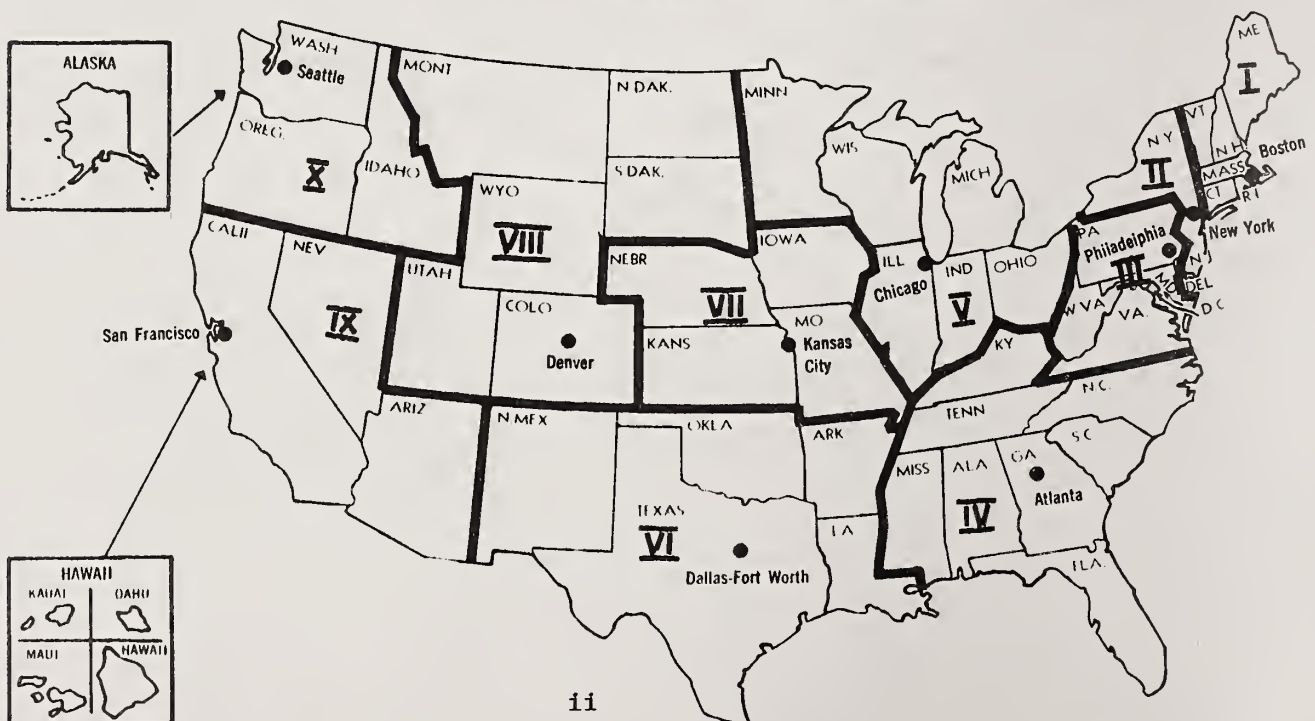 ALASKA
WASH
Seattle
OREG.
X
IDAHO
MONT
N DAK.
S DAK.
WYO
VIII
MINN
WIS
MICH
ME
I
VT
N H
NY
II
Boston
MASS
CT
R I
New York
CALIF
NEV
IX
San Francisco
UTAH
COLO
Denver
NEBR
VII
KANS
IOWA
MO
Kansas
City
ILL
Chicago
IND
V
OHIO
PA
Philadelphia
III
N J
DEL
D C
W VA.
VA.
KY
TENN
N.C.
S C
ARIZ
N.MEX
OKLA
ARK
TEXAS
VI
Dallas-Fort Worth
LA
MISS
ALA
IV
GA
Atlanta
FLA.
HAWAII
KAUAI
OAHU
MAUI
HAWAII
ii